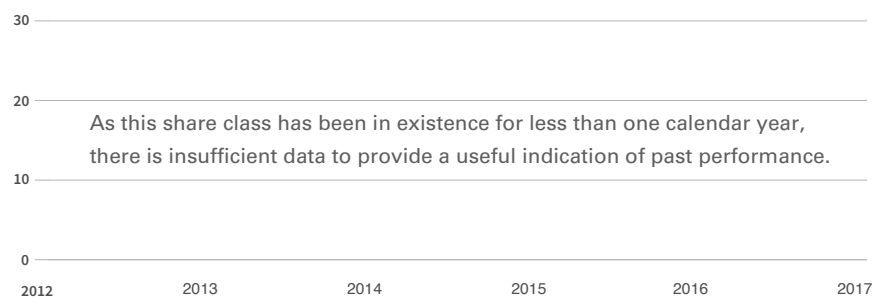 30
20
As this share class has been in existence for less than one calendar year,
there is insufficient data to provide a useful indication of past performance.
10
0
2012 2013 2014 2015 2016 2017